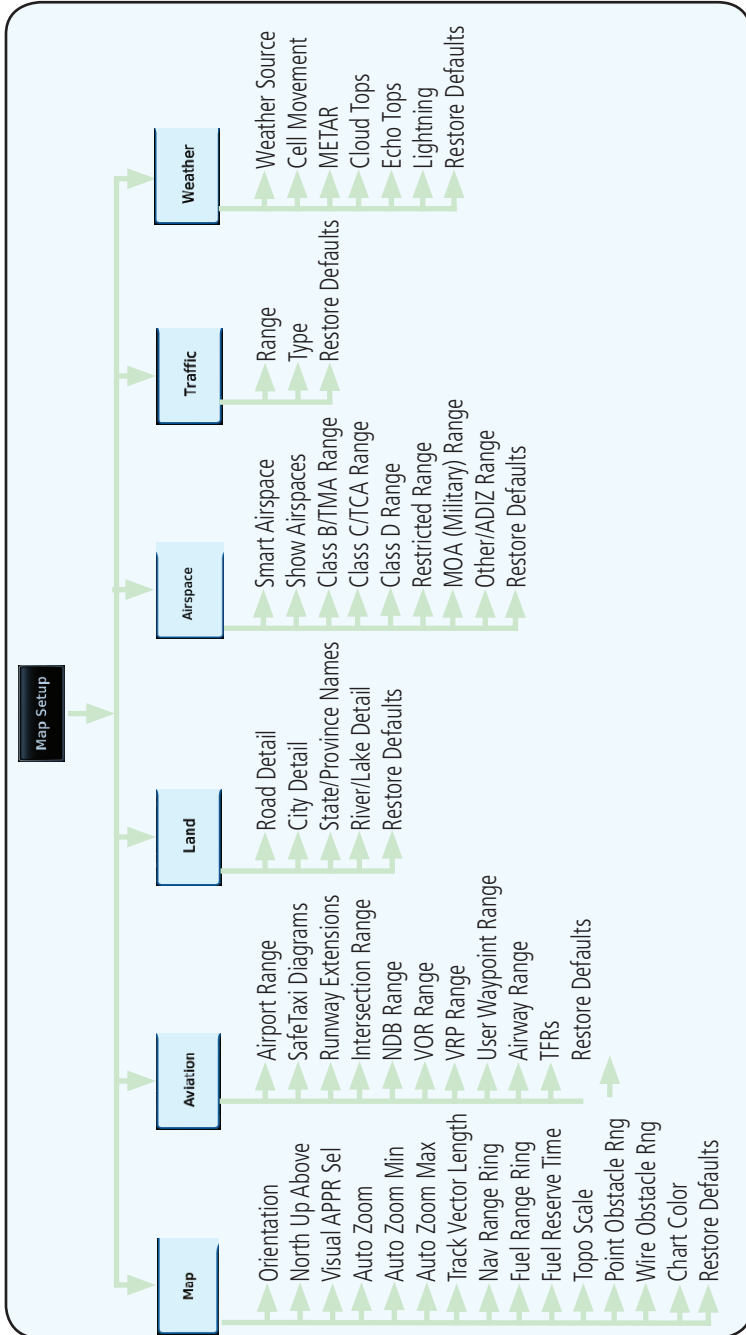 Map Setup
Map
Orientation
North Up Above
Visual APPR Sel
Auto Zoom
Auto Zoom Min
Auto Zoom Max
Track Vector Length
Nav Range Ring
Fuel Range Ring
Fuel Reserve Time
Topo Scale
Point Obstacle Rng
Wire Obstacle Rng
Chart Color
Restore Defaults
Aviation
Airport Range
SafeTaxi Diagrams
Runway Extensions
Intersection Range
NDB Range
VOR Range
VRP Range
User Waypoint Range
Airway Range
TFRs
Restore Defaults
Land
Road Detail
City Detail
State/Province Names
River/Lake Detail
Restore Defaults
Airspace
Smart Airspace
Show Airspaces
Class B/TMA Range
Class C/TCA Range
Class D Range
Restricted Range
MOA (Military) Range
Other/ADIZ Range
Restore Defaults
Traffic
Range
Type
Restore Defaults
Weather
Weather Source
Cell Movement
METAR
Cloud Tops
Echo Tops
Lightning
Restore Defaults